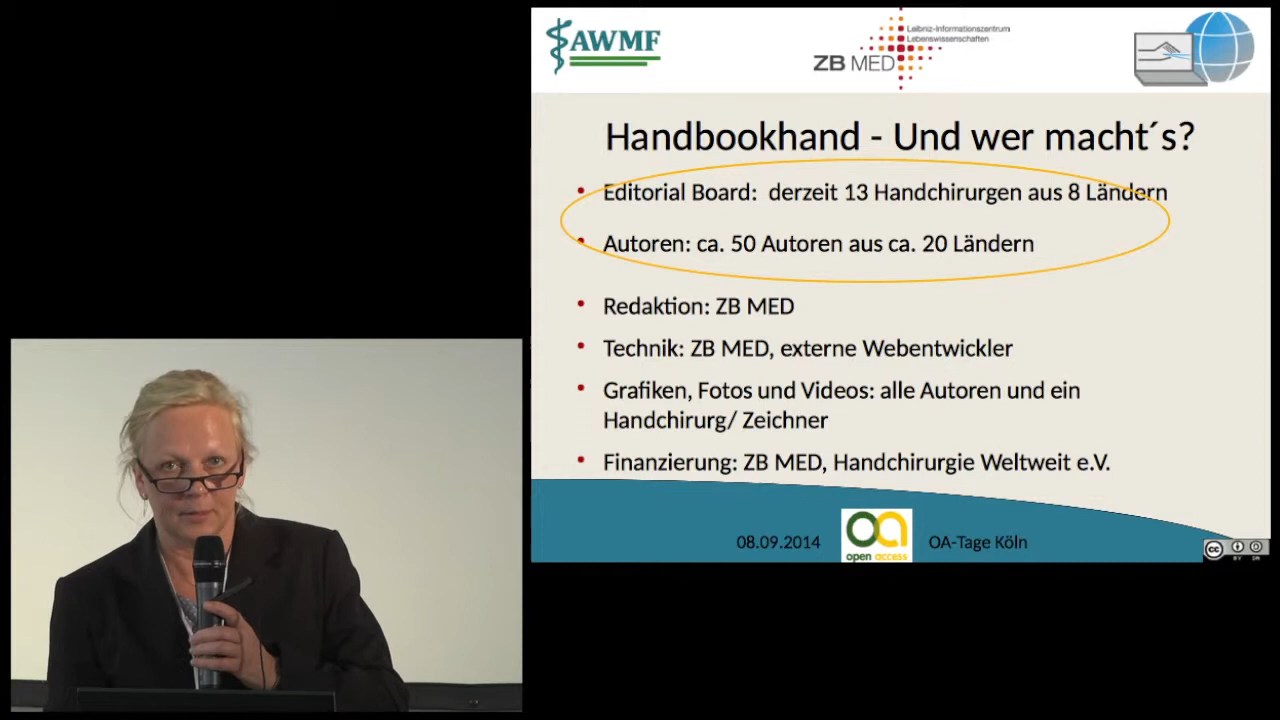 AWMF
ZB MED
Leibniz-Informationszentrum
Lebenswissenschaften
Handbookhand - Und wer macht´s?
• Editorial Board:  derzeit 13 Handchirurgen aus 8 Ländern
• Autoren: ca. 50 Autoren aus ca. 20 Ländern
• Redaktion: ZB MED
• Technik: ZB MED, externe Webentwickler
• Grafiken, Fotos und Videos: alle Autoren und ein
Handchirurg/ Zeichner
• Finanzierung: ZB MED, Handchirurgie Weltweit e.V.
08.09.2014
oa
open access
OA-Tage Köln
cc